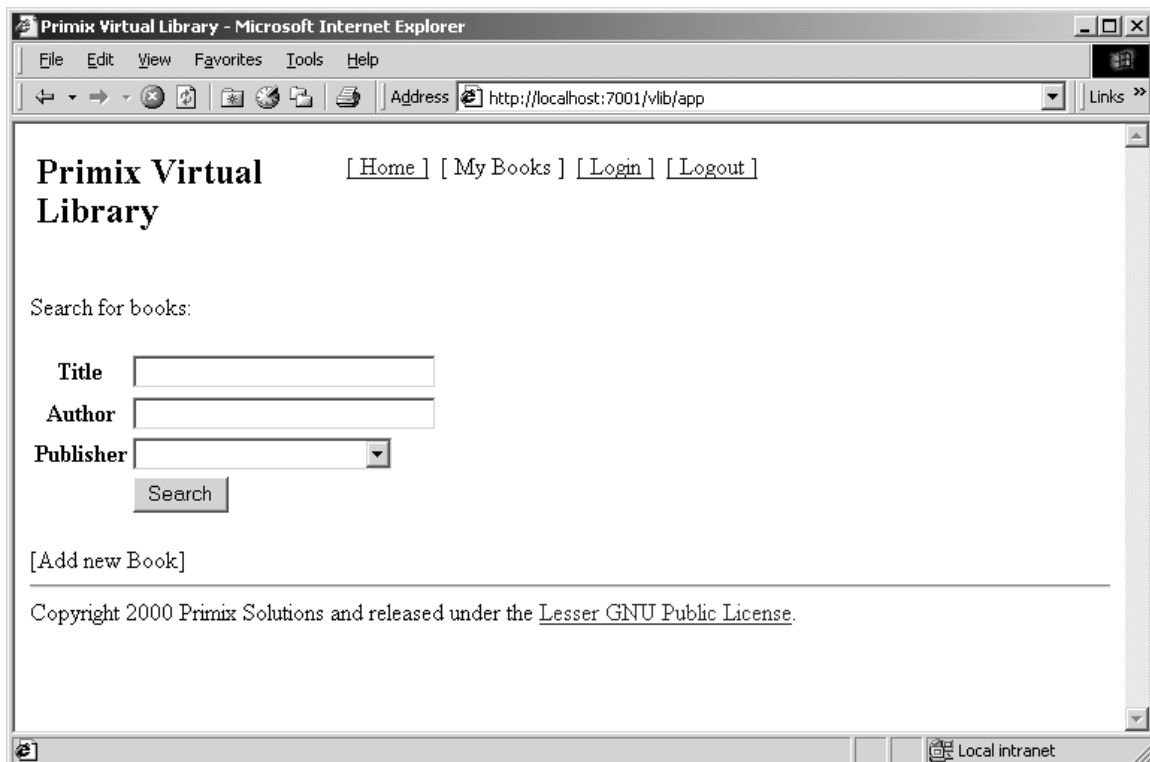 Primix Virtual Library - Microsoft Internet Explorer
File Edit View Favorites Tools Help
Address http://localhost:7001/vlib/app Links »
Primix Virtual Library
[ Home ] [ My Books ] [ Login ] [ Logout ]
Search for books:
Title
Author
Publisher
Search
[Add new Book]
Copyright 2000 Primix Solutions and released under the Lesser GNU Public License.
Local intranet